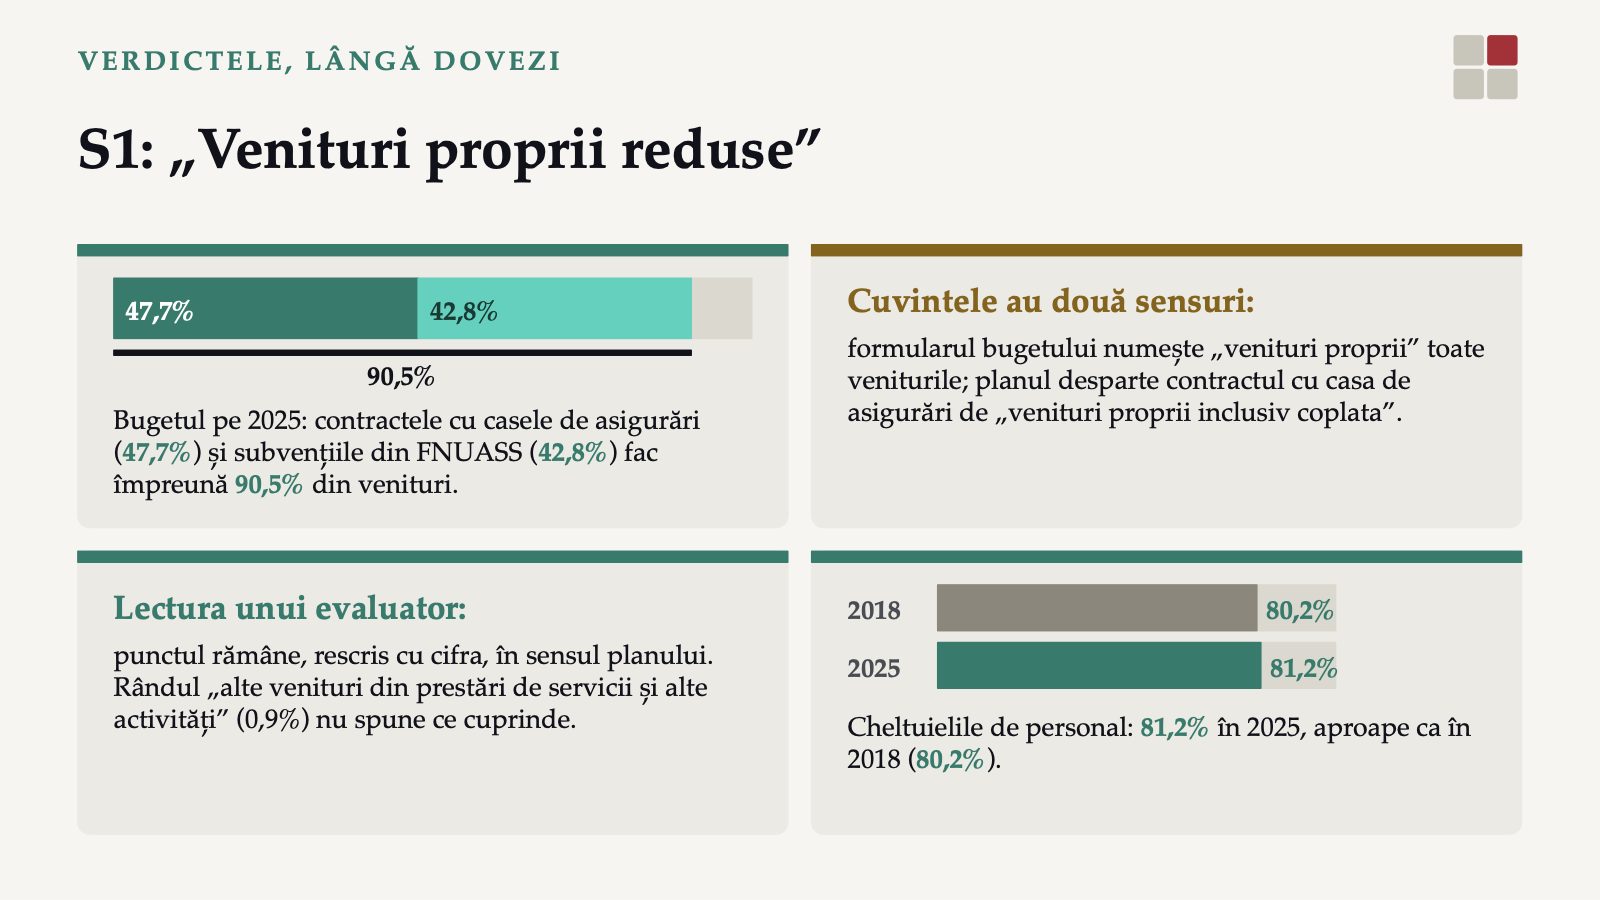 VERDICTELE, LÂNGĂ DOVEZI
S1: „Venituri proprii reduse”
47,7%
42,8%
90,5%
Bugetul pe 2025: contractele cu casele de asigurări
(47,7%) și subvențiile din FNUASS (42,8%) fac
împreună 90,5% din venituri.
Cuvintele au două sensuri:
formularul bugetului numește „venituri proprii” toate
veniturile; planul desparte contractul cu casa de
asigurări de „venituri proprii inclusiv coplata”.
Lectura unui evaluator:
punctul rămâne, rescris cu cifra, în sensul planului.
Rândul „alte venituri din prestări de servicii și alte
activități” (0,9%) nu spune ce cuprinde.
2018 80,2%
2025 81,2%
Cheltuielile de personal: 81,2% în 2025, aproape ca în
2018 (80,2%).